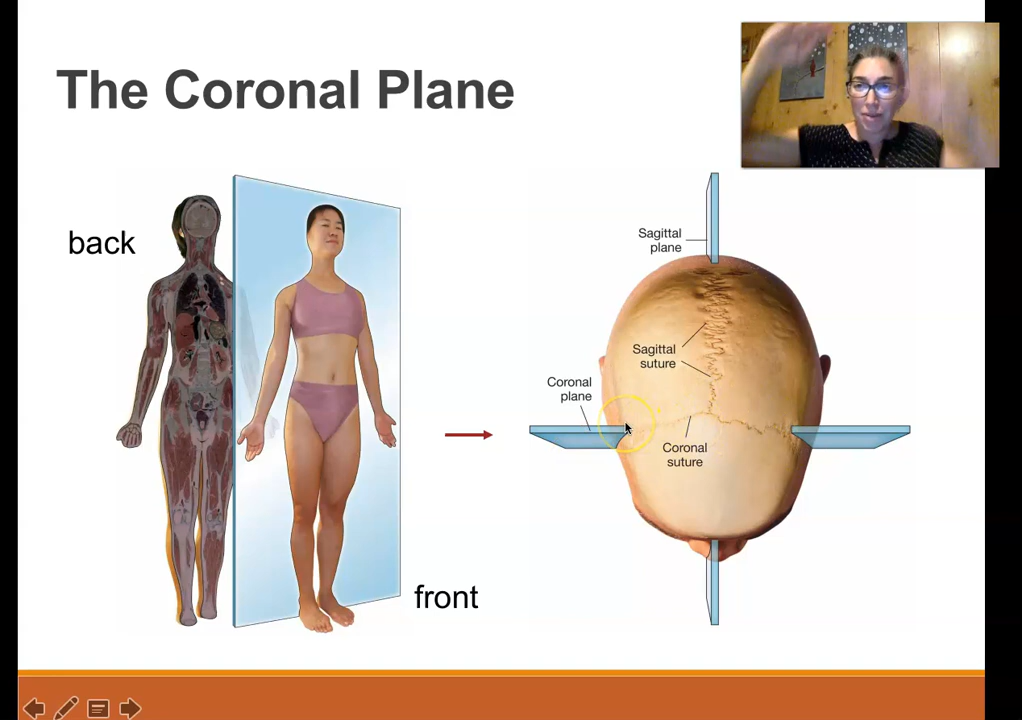 The Coronal Plane
back
front
Sagittal
plane
Sagittal
suture
Coronal
plane
Coronal
suture